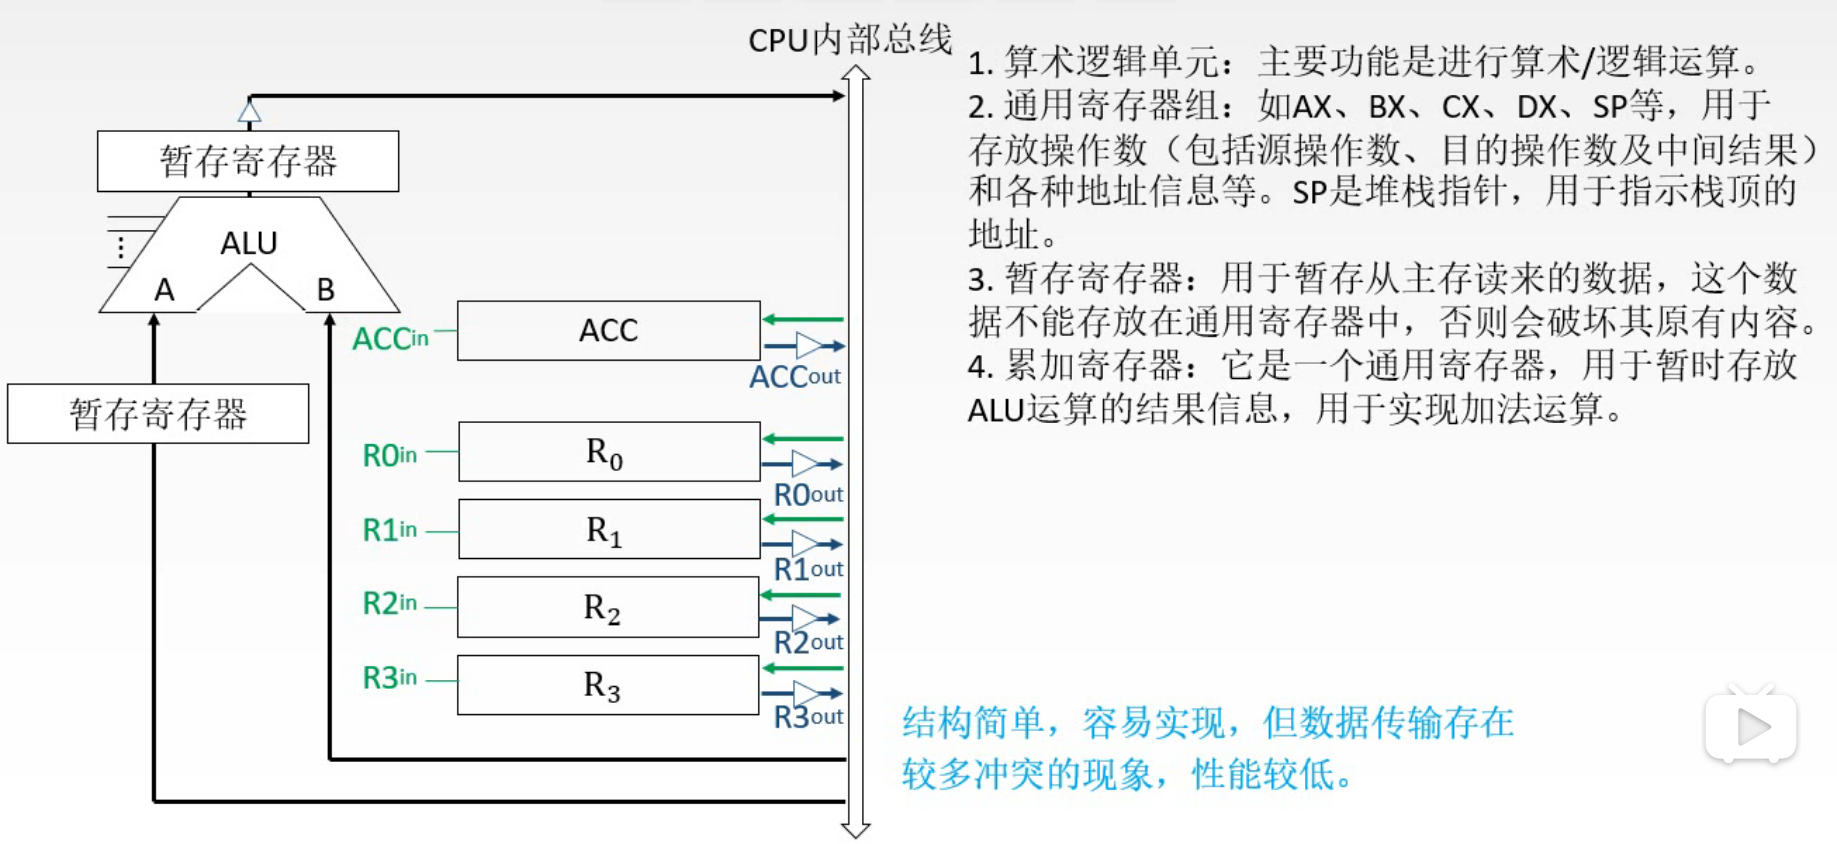 CPU内部总线
暂存寄存器
ALU
A
B
暂存寄存器
ACCin
ACC
ACCout
R0in
R0
R0out
R1in
R1
R1out
R2in
R2
R2out
R3in
R3
R3out
1. 算术逻辑单元：主要功能是进行算术/逻辑运算。
2. 通用寄存器组：如AX、BX、CX、DX、SP等，用于
存放操作数（包括源操作数、目的操作数及中间结果）
和各种地址信息等。SP是堆栈指针，用于指示栈顶的
地址。
3. 暂存寄存器：用于暂存从主存读来的数据，这个数
据不能存放在通用寄存器中，否则会破坏其原有内容。
4. 累加寄存器：它是一个通用寄存器，用于暂时存放
ALU运算的结果信息，用于实现加法运算。
结构简单，容易实现，但数据传输存在
较多冲突的现象，性能较低。